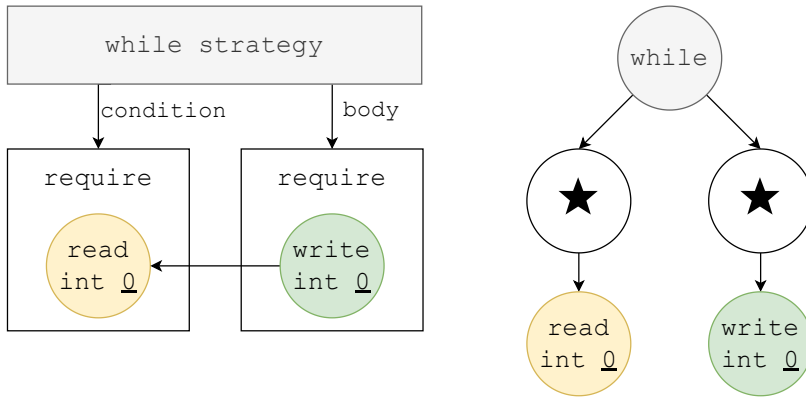 while strategy
condition
body
require
require
read
int 0
write
int 0
while
read
int 0
write
int 0